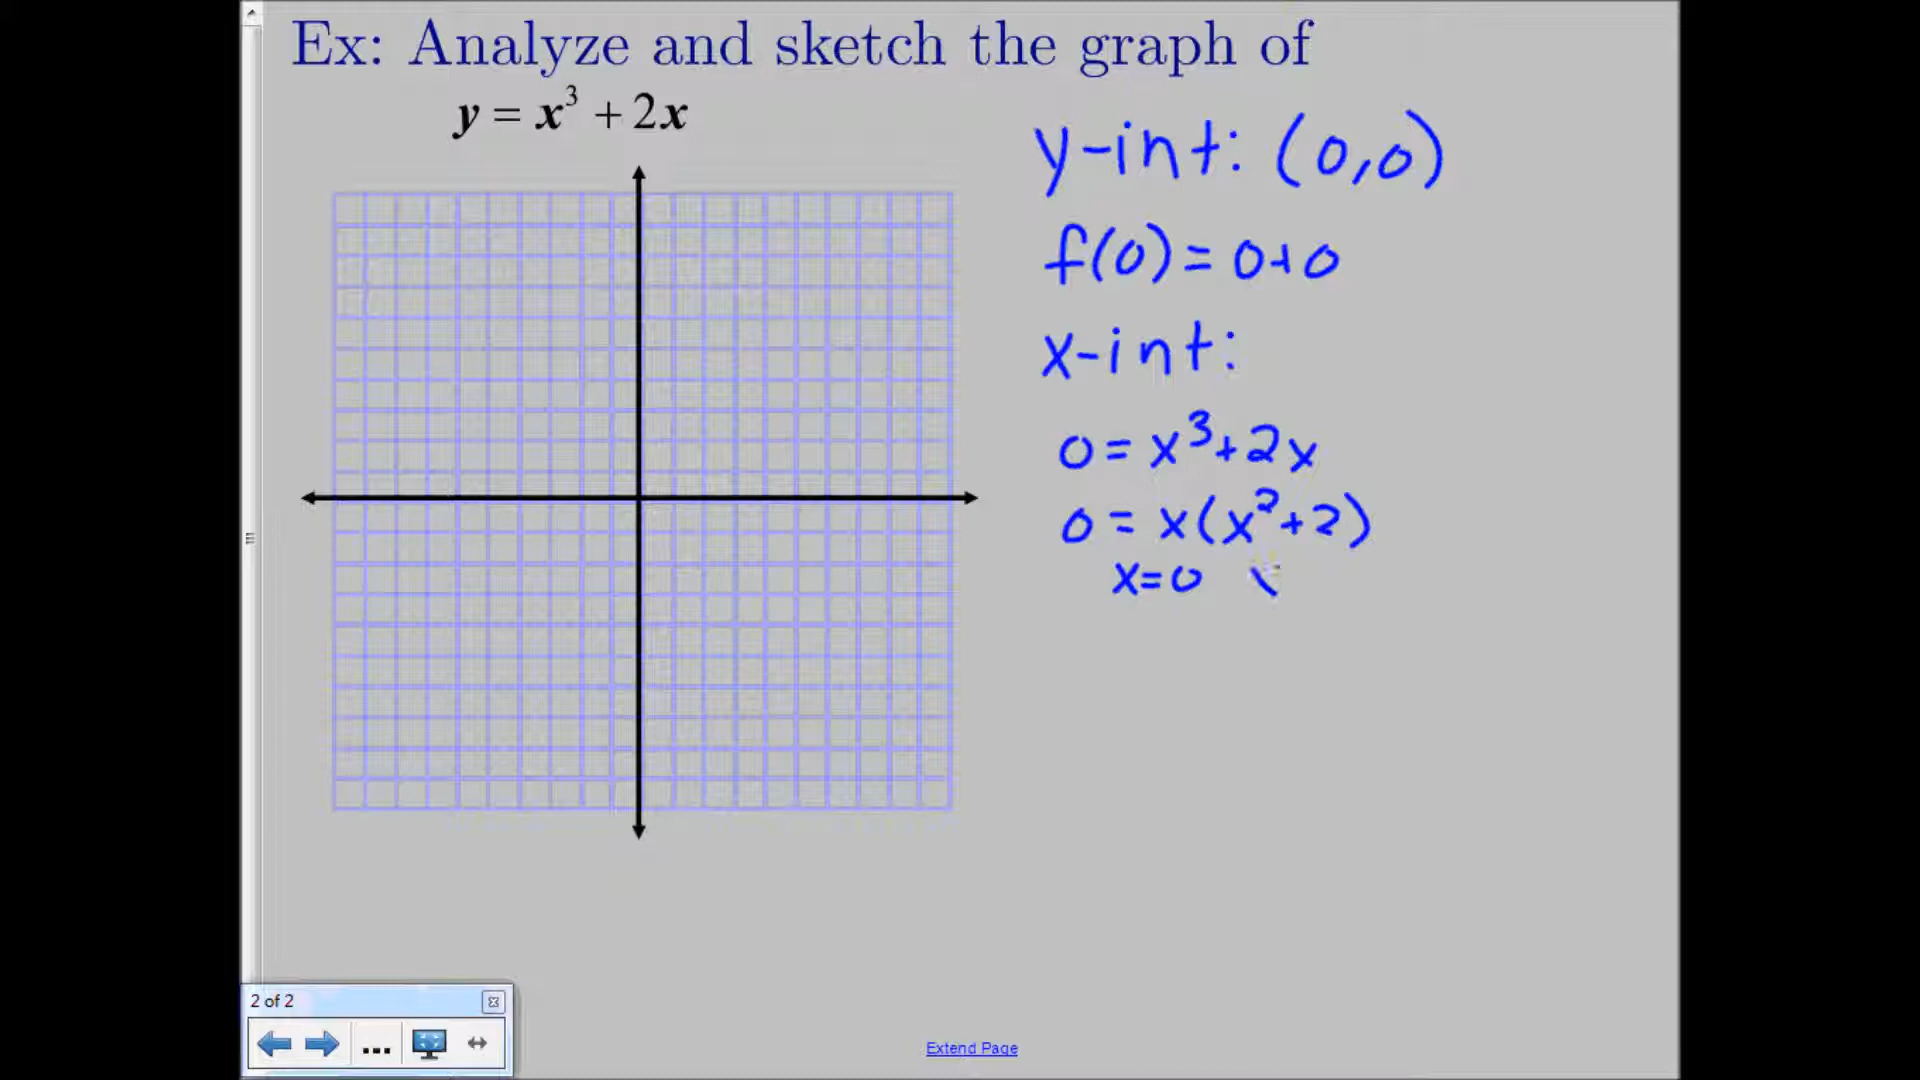 Ex: Analyze and sketch the graph of
y = x³ + 2x
y-int: (0,0)
f(0) = 0+0
x-int:
0 = x³+2x
0 = x(x²+2)
x=0
2 of 2
...
Extend Page